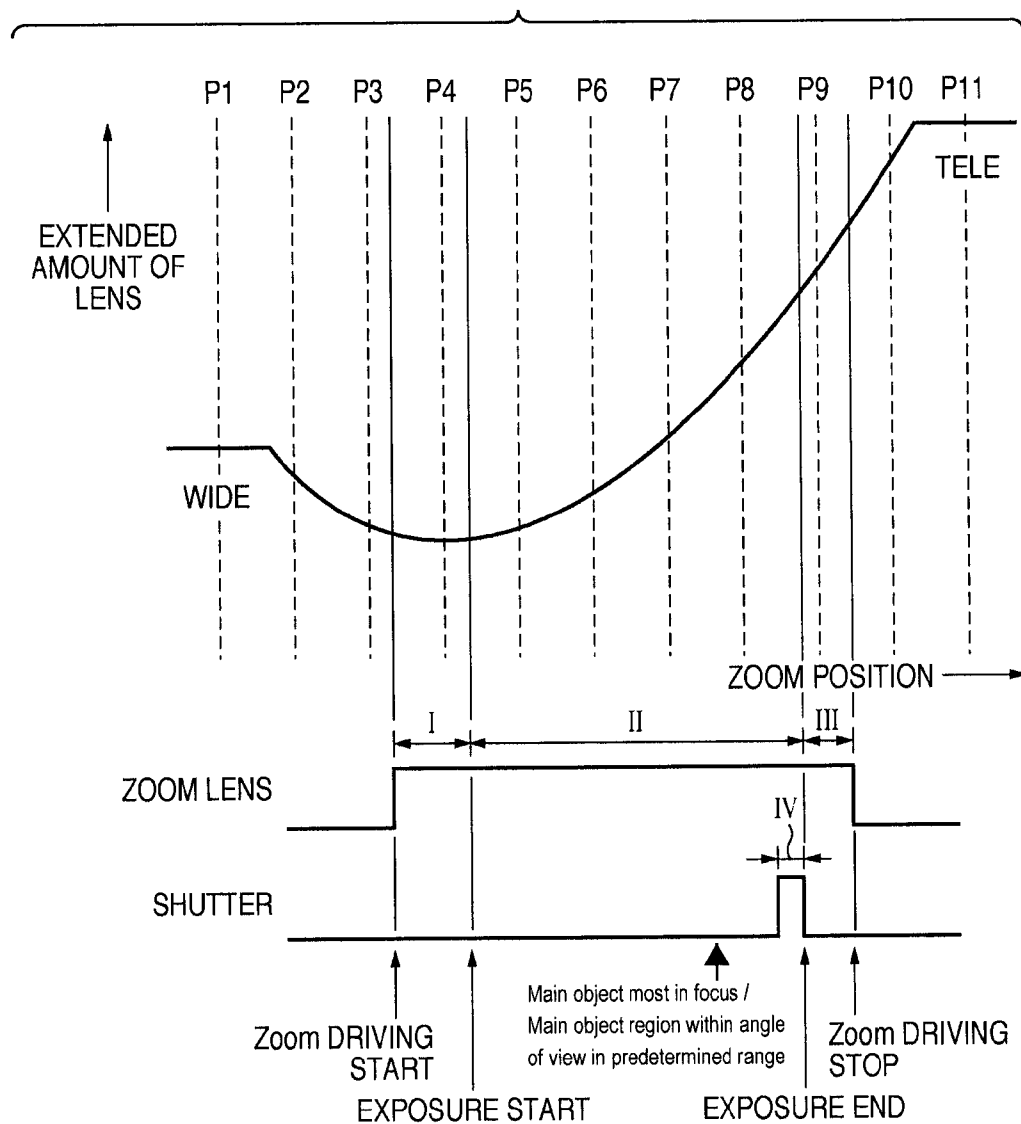 P1 P2 P3 P4 P5 P6 P7 P8 P9 P10 P11
TELE
EXTENDED
AMOUNT OF
LENS
WIDE
ZOOM POSITION
I II III
ZOOM LENS
IV
SHUTTER
Main object most in focus /
Main object region within angle
of view in predetermined range
Zoom DRIVING
START
Zoom DRIVING
STOP
EXPOSURE START
EXPOSURE END